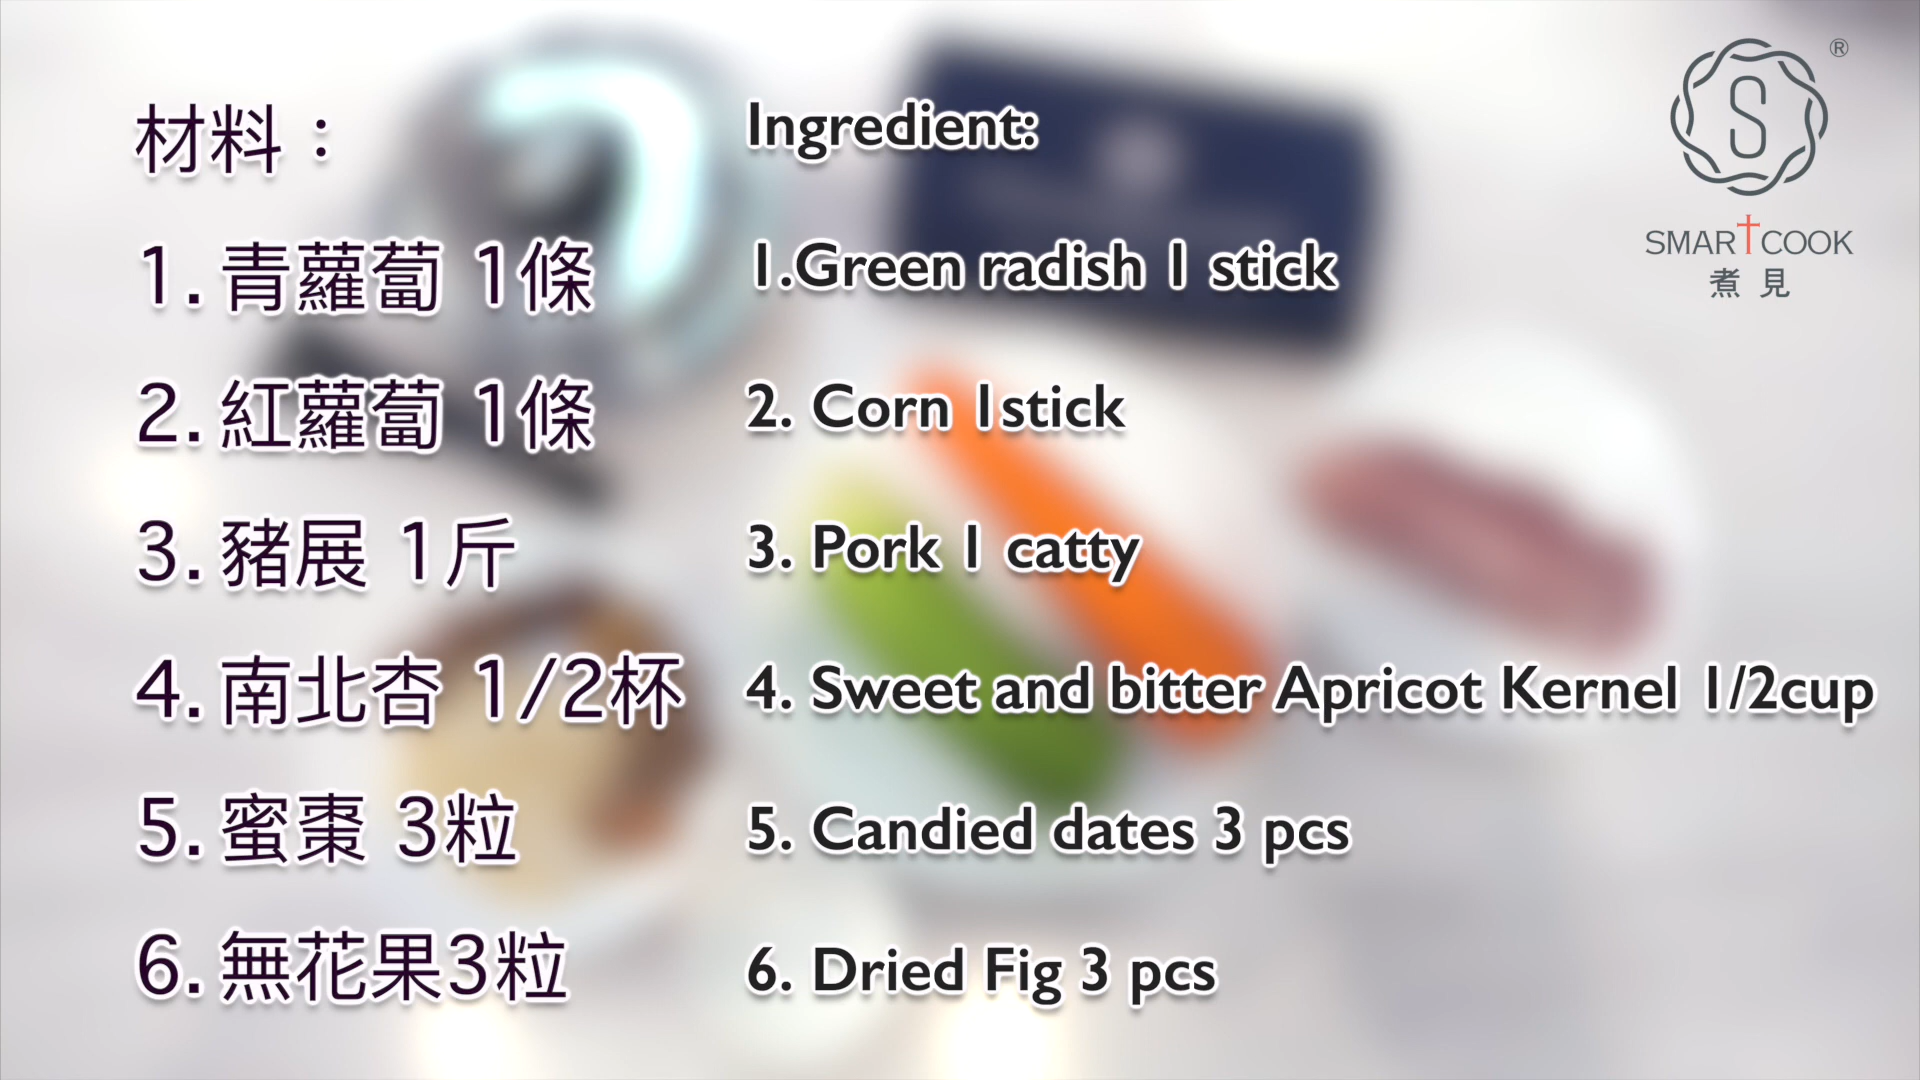 材料：
1. 青蘿蔔 1條
2. 紅蘿蔔 1條
3. 豬展 1斤
4. 南北杏 1/2杯
5. 蜜棗 3粒
6. 無花果3粒
Ingredient:
1.Green radish 1 stick
2. Corn 1stick
3. Pork 1 catty
4. Sweet and bitter Apricot Kernel 1/2cup
5. Candied dates 3 pcs
6. Dried Fig 3 pcs
S ®
SMARTCOOK
煮見